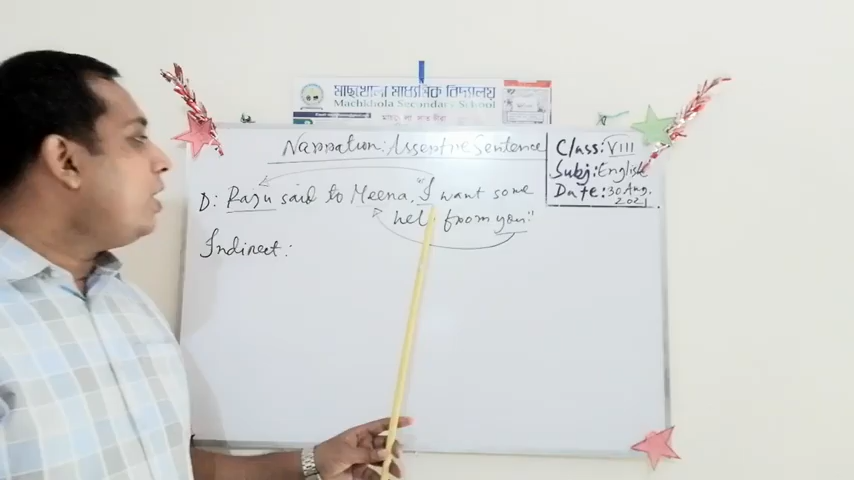 মাছখোলা মাধ্যমিক বিদ্যালয়
Machkhola Secondary School
Narration: Assertive Sentence
Class: VIII
Subj: English
Date: 30 Aug. 2021.
D: Raju said to Meena, "I want some
help from you"
Indirect: